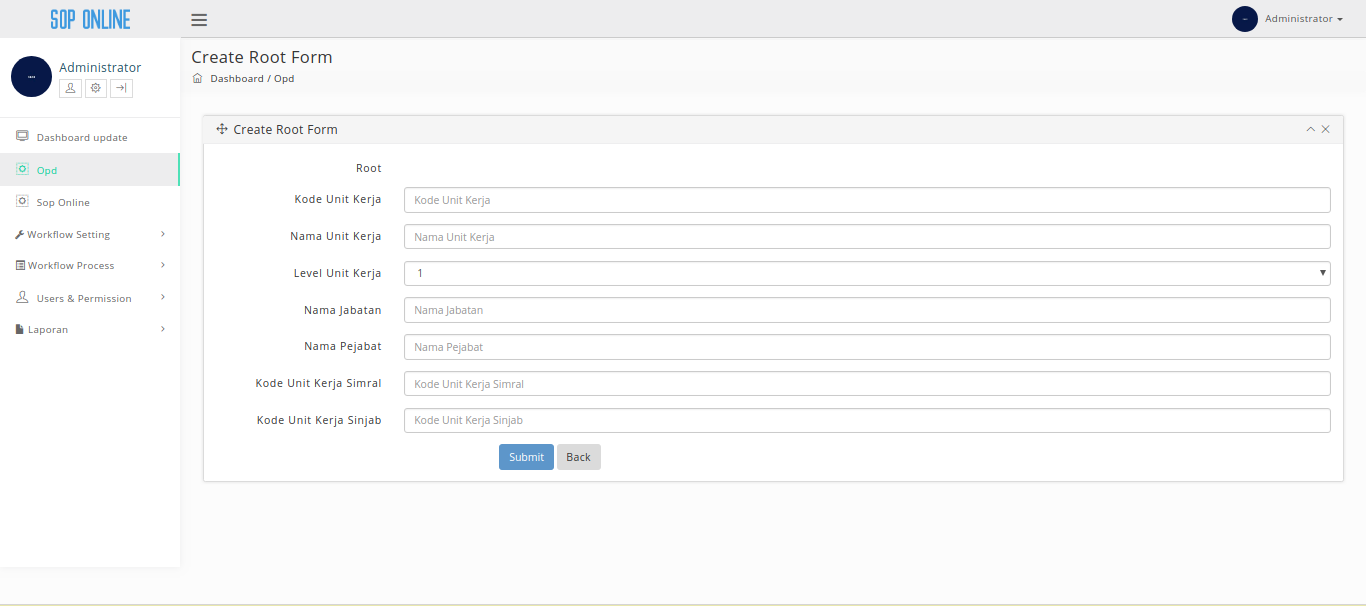 SOP ONLINE
Administrator
Administrator
Dashboard update
Opd
Sop Online
Workflow Setting
Workflow Process
Users & Permission
Laporan
Create Root Form
Dashboard / Opd
Create Root Form
Root
Kode Unit Kerja
Kode Unit Kerja
Nama Unit Kerja
Nama Unit Kerja
Level Unit Kerja
1
Nama Jabatan
Nama Jabatan
Nama Pejabat
Nama Pejabat
Kode Unit Kerja Simral
Kode Unit Kerja Simral
Kode Unit Kerja Sinjab
Kode Unit Kerja Sinjab
Submit Back